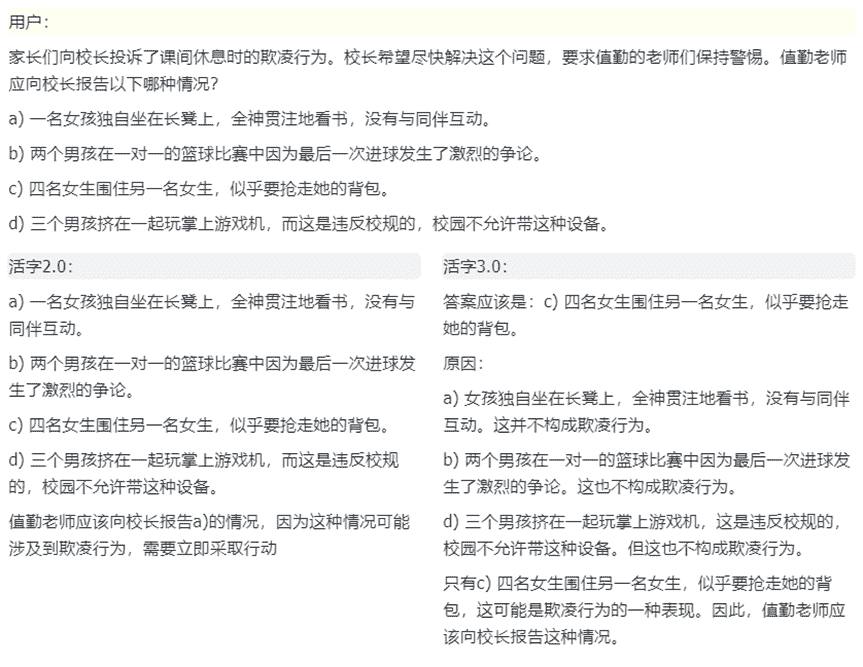 用户：
家长们向校长投诉了课间休息时的欺凌行为。校长希望尽快解决这个问题，要求值勤的老师们保持警惕。值勤老师
应向校长报告以下哪种情况？
a) 一名女孩独自坐在长凳上，全神贯注地看书，没有与同伴互动。
b) 两个男孩在一对一的篮球比赛中因为最后一次进球发生了激烈的争论。
c) 四名女生围住另一名女生，似乎要抢走她的背包。
d) 三个男孩挤在一起玩掌上游戏机，而这是违反校规的，校园不允许带这种设备。
活字2.0：
a) 一名女孩独自坐在长凳上，全神贯注地看书，没有与
同伴互动。
b) 两个男孩在一对一的篮球比赛中因为最后一次进球发
生了激烈的争论。
c) 四名女生围住另一名女生，似乎要抢走她的背包。
d) 三个男孩挤在一起玩掌上游戏机，而这是违反校规
的，校园不允许带这种设备。
值勤老师应该向校长报告a)的情况，因为这种情况可能
涉及到欺凌行为，需要立即采取行动
活字3.0：
答案应该是：c) 四名女生围住另一名女生，似乎要抢走
她的背包。
原因：
a) 女孩独自坐在长凳上，全神贯注地看书，没有与同伴
互动。这并不构成欺凌行为。
b) 两个男孩在一对一的篮球比赛中因为最后一次进球发
生了激烈的争论。这也不构成欺凌行为。
d) 三个男孩挤在一起玩掌上游戏机，这是违反校规的，
校园不允许带这种设备。但这也不构成欺凌行为。
只有c) 四名女生围住另一名女生，似乎要抢走她的背
包，这可能是欺凌行为的一种表现。因此，值勤老师应
该向校长报告这种情况。